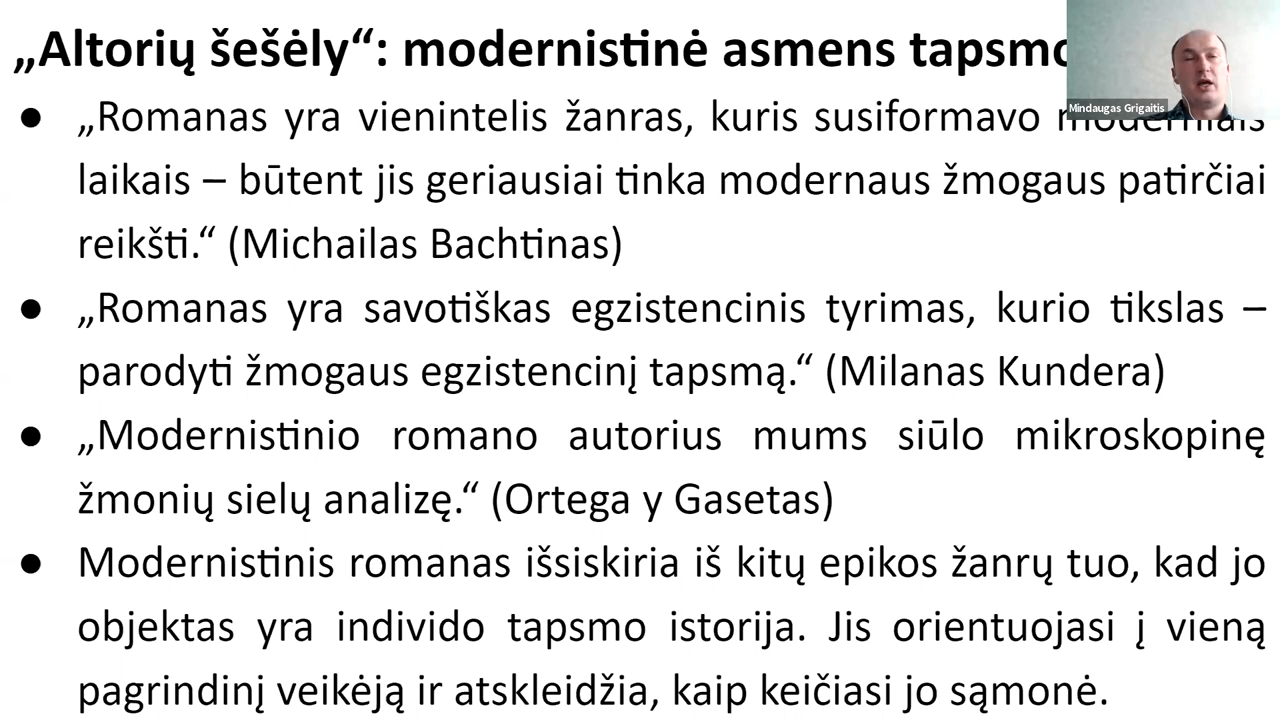 „Altorių šešėly“: modernistinė asmens
Mindaugas Grigaitis
● „Romanas yra vienintelis žanras, kuris susiformavo moderniais
laikais – būtent jis geriausiai tinka modernaus žmogaus patirčiai
reikšti.“ (Michailas Bachtinas)
● „Romanas yra savotiškas egzistencinis tyrimas, kurio tikslas –
parodyti žmogaus egzistencinį tapsmą.“ (Milanas Kundera)
● „Modernistinio romano autorius mums siūlo mikroskopinę
žmonių sielų analizę.“ (Ortega y Gasetas)
● Modernistinis romanas išsiskiria iš kitų epikos žanrų tuo, kad jo
objektas yra individo tapsmo istorija. Jis orientuojasi į vieną
pagrindinį veikėją ir atskleidžia, kaip keičiasi jo sąmonė.